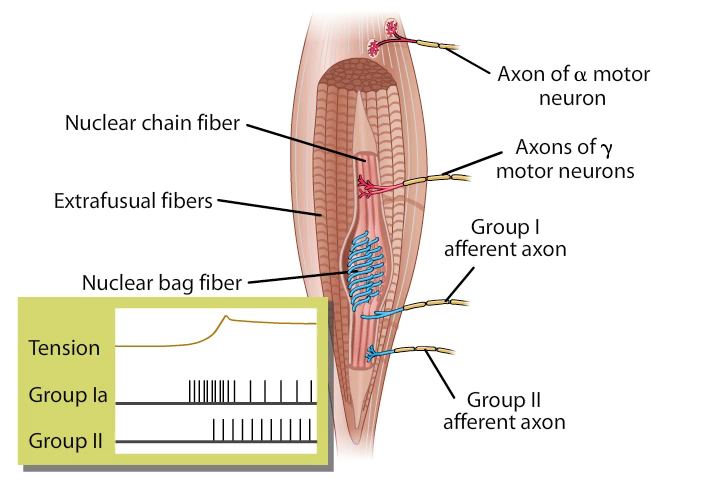 Axon of α motor
neuron
Nuclear chain fiber
Axons of γ
motor neurons
Extrafusual fibers
Group I
afferent axon
Nuclear bag fiber
Tension
Group Ia
Group II
Group II
afferent axon